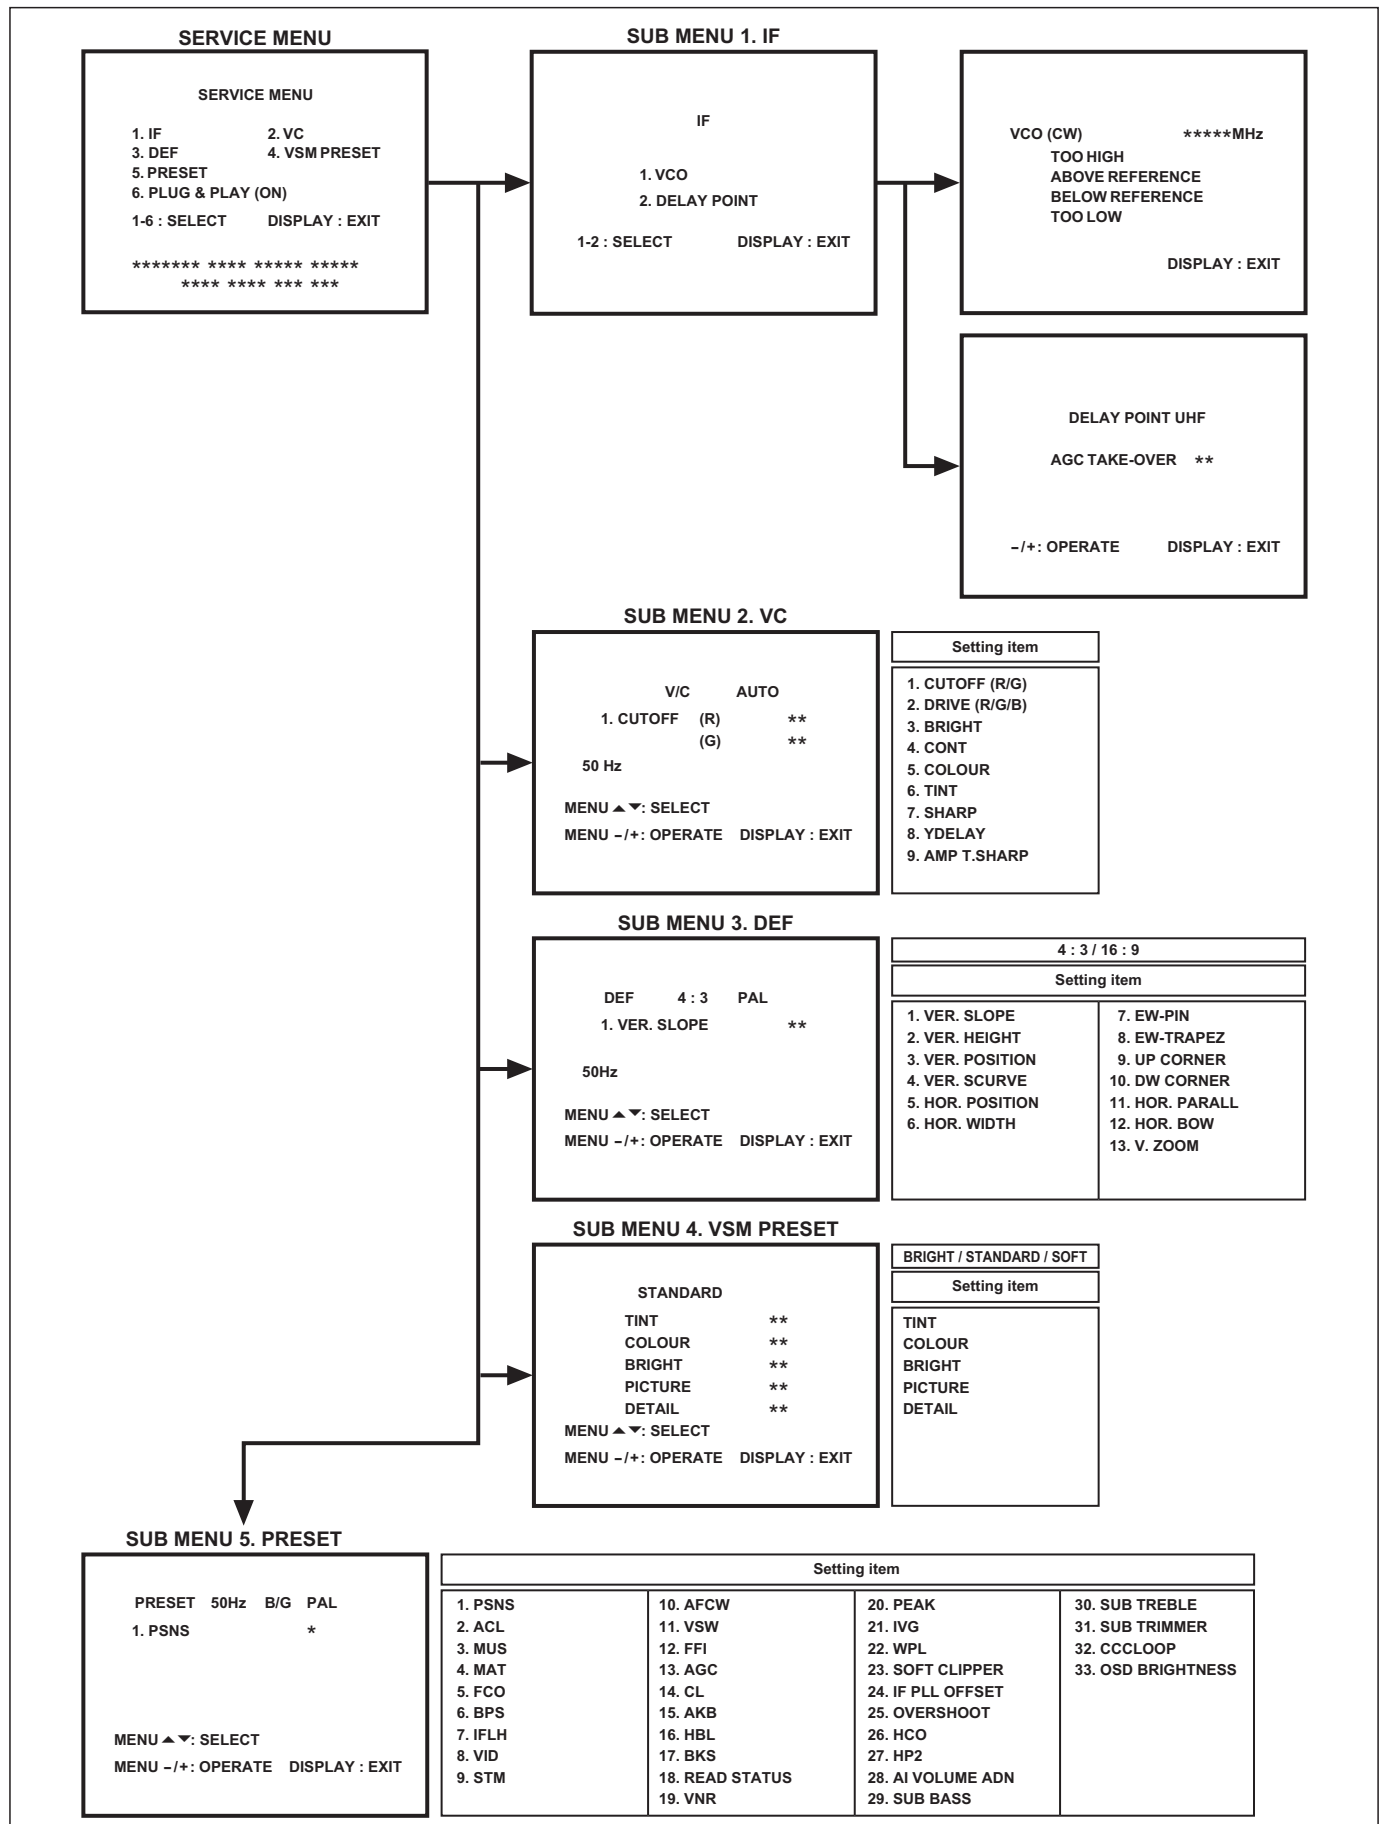 SERVICE MENU
SERVICE MENU
1. IF 2. VC
3. DEF 4. VSM PRESET
5. PRESET
6. PLUG & PLAY (ON)
1-6 : SELECT DISPLAY : EXIT
******* **** ***** *****
**** **** *** ***
SUB MENU 1. IF
IF
1. VCO
2. DELAY POINT
1-2 : SELECT DISPLAY : EXIT
VCO (CW) *****MHz
TOO HIGH
ABOVE REFERENCE
BELOW REFERENCE
TOO LOW
DISPLAY : EXIT
DELAY POINT UHF
AGC TAKE-OVER **
–/+: OPERATE DISPLAY : EXIT
SUB MENU 2. VC
V/C AUTO
1. CUTOFF (R) **
(G) **
50 Hz
MENU ▲▼: SELECT
MENU –/+: OPERATE DISPLAY : EXIT
Setting item
1. CUTOFF (R/G)
2. DRIVE (R/G/B)
3. BRIGHT
4. CONT
5. COLOUR
6. TINT
7. SHARP
8. YDELAY
9. AMP T.SHARP
SUB MENU 3. DEF
DEF 4 : 3 PAL
1. VER. SLOPE **
50Hz
MENU ▲▼: SELECT
MENU –/+: OPERATE DISPLAY : EXIT
4 : 3 / 16 : 9
Setting item
1. VER. SLOPE
2. VER. HEIGHT
3. VER. POSITION
4. VER. SCURVE
5. HOR. POSITION
6. HOR. WIDTH
7. EW-PIN
8. EW-TRAPEZ
9. UP CORNER
10. DW CORNER
11. HOR. PARALL
12. HOR. BOW
13. V. ZOOM
SUB MENU 4. VSM PRESET
STANDARD
TINT **
COLOUR **
BRIGHT **
PICTURE **
DETAIL **
MENU ▲▼: SELECT
MENU –/+: OPERATE DISPLAY : EXIT
BRIGHT / STANDARD / SOFT
Setting item
TINT
COLOUR
BRIGHT
PICTURE
DETAIL
SUB MENU 5. PRESET
PRESET 50Hz B/G PAL
1. PSNS *
MENU ▲▼: SELECT
MENU –/+: OPERATE DISPLAY : EXIT
Setting item
1. PSNS
2. ACL
3. MUS
4. MAT
5. FCO
6. BPS
7. IFLH
8. VID
9. STM
10. AFCW
11. VSW
12. FFI
13. AGC
14. CL
15. AKB
16. HBL
17. BKS
18. READ STATUS
19. VNR
20. PEAK
21. IVG
22. WPL
23. SOFT CLIPPER
24. IF PLL OFFSET
25. OVERSHOOT
26. HCO
27. HP2
28. AI VOLUME ADN
29. SUB BASS
30. SUB TREBLE
31. SUB TRIMMER
32. CCCLOOP
33. OSD BRIGHTNESS